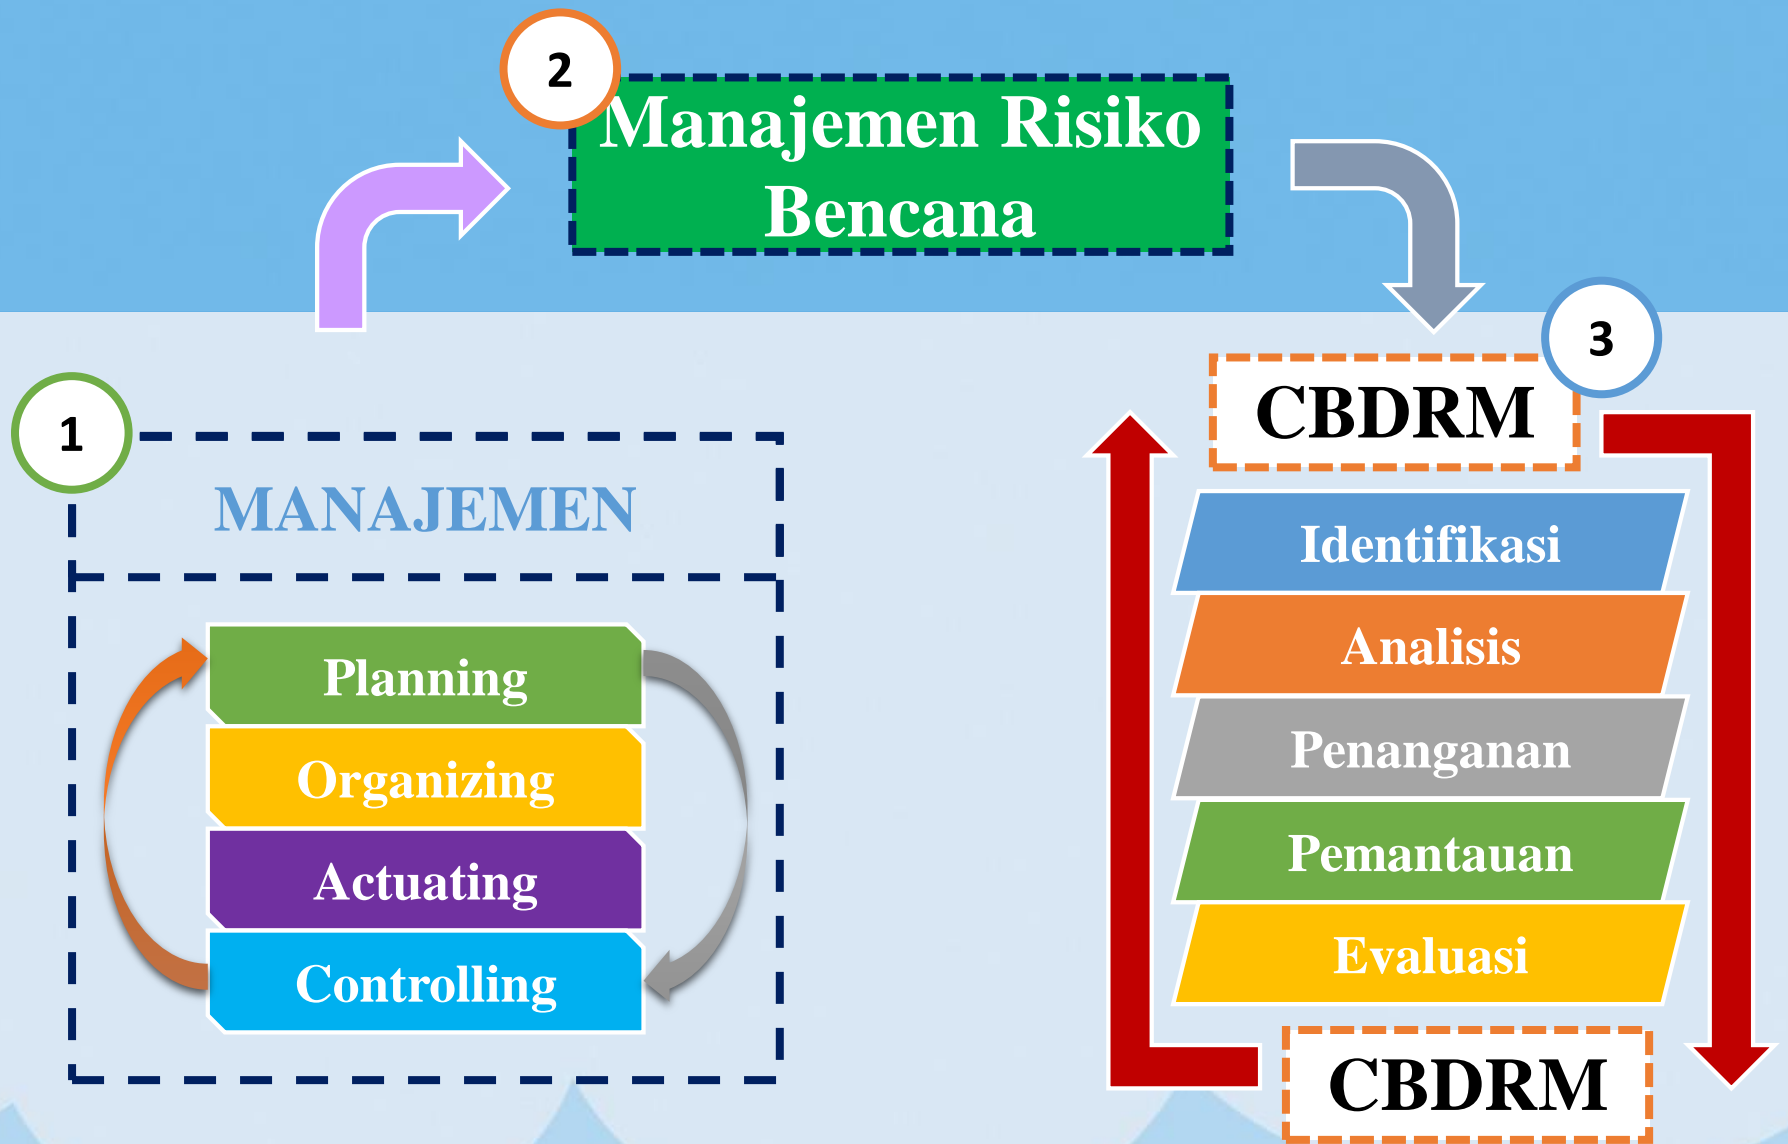 2
Manajemen Risiko
Bencana
1
MANAJEMEN
Planning
Organizing
Actuating
Controlling
3
CBDRM
Identifikasi
Analisis
Penanganan
Pemantauan
Evaluasi
CBDRM